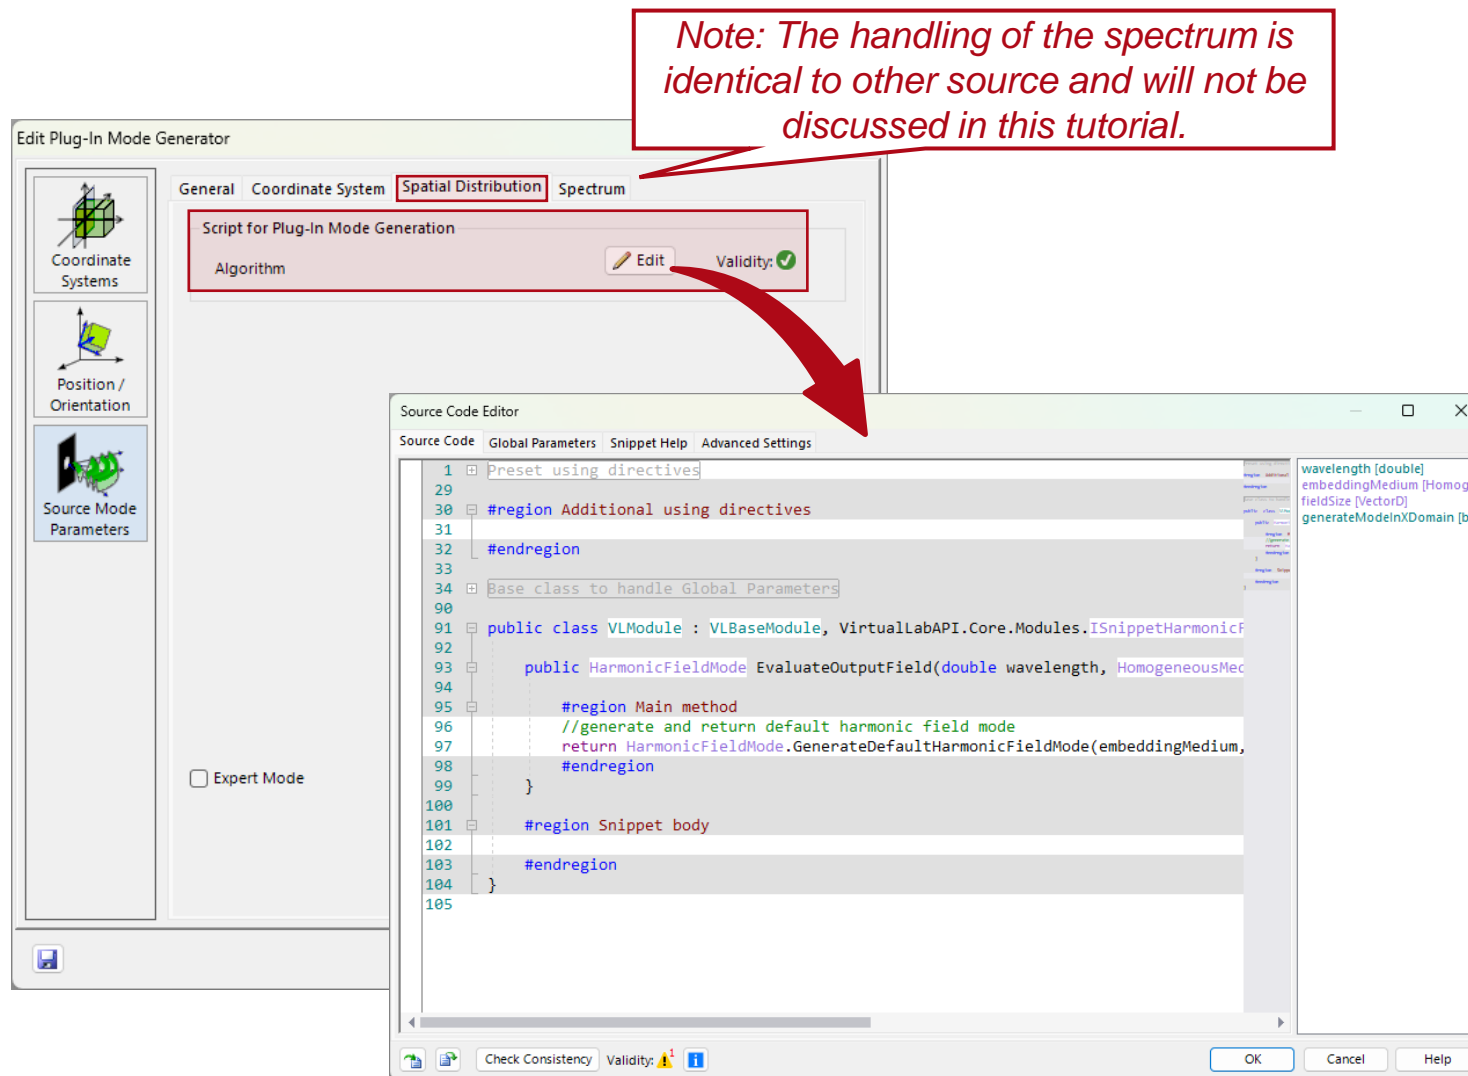 Note: The handling of the spectrum is
identical to other source and will not be
discussed in this tutorial.
Edit Plug-In Mode Generator
Coordinate
Systems
Position /
Orientation
Source Mode
Parameters
General Coordinate System Spatial Distribution Spectrum
Script for Plug-In Mode Generation
Algorithm Edit Validity:
Expert Mode
Source Code Editor
Source Code Global Parameters Snippet Help Advanced Settings
1 Preset using directives
29
30 #region Additional using directives
31
32 #endregion
33
34 Base class to handle Global Parameters
90
91 public class VLModule : VLBaseModule, VirtualLabAPI.Core.Modules.ISnippetHarmonicF
92
93 public HarmonicFieldMode EvaluateOutputField(double wavelength, HomogeneousMed
94
95 #region Main method
96 //generate and return default harmonic field mode
97 return HarmonicFieldMode.GenerateDefaultHarmonicFieldMode(embeddingMedium,
98 #endregion
99 }
100
101 #region Snippet body
102
103 #endregion
104 }
105
wavelength [double]
embeddingMedium [Homog
fieldSize [VectorD]
generateModeInXDomain [b
Check Consistency Validity: 1
OK Cancel Help